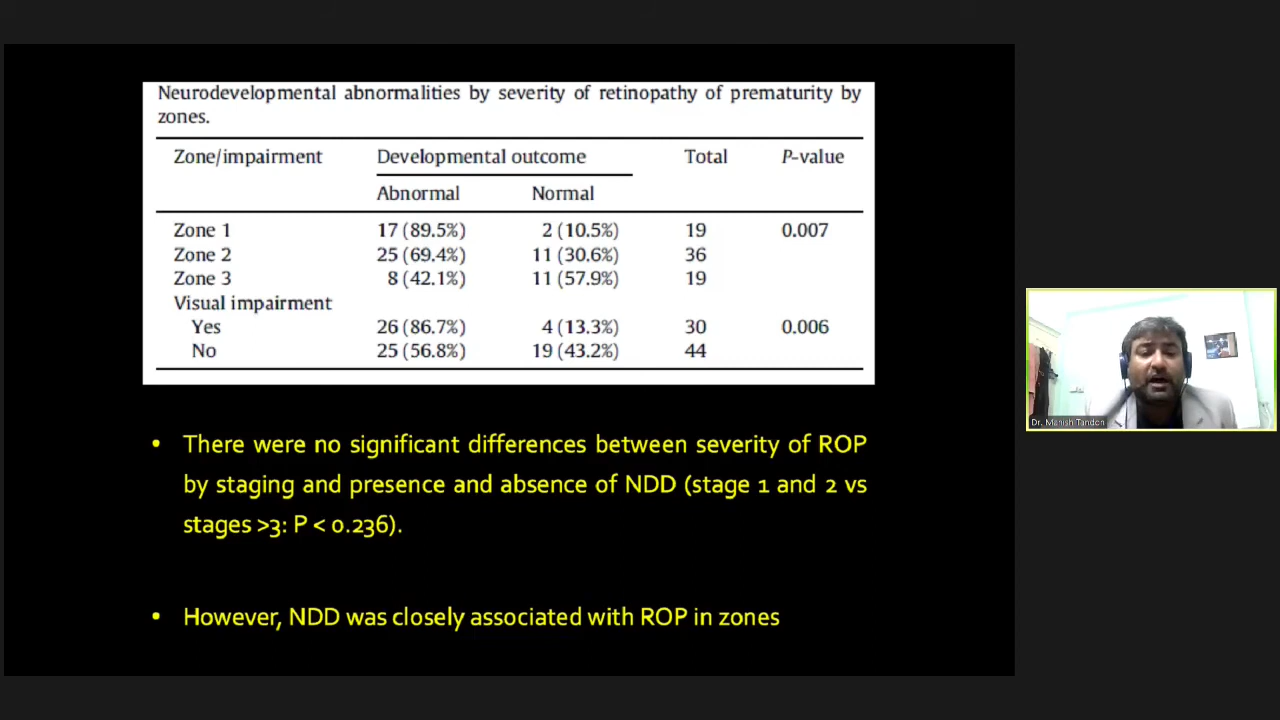 Neurodevelopmental abnormalities by severity of retinopathy of prematurity by
zones.
Zone/impairment Developmental outcome Total P-value
Abnormal Normal
Zone 1 17 (89.5%) 2 (10.5%) 19 0.007
Zone 2 25 (69.4%) 11 (30.6%) 36
Zone 3 8 (42.1%) 11 (57.9%) 19
Visual impairment
Yes 26 (86.7%) 4 (13.3%) 30 0.006
No 25 (56.8%) 19 (43.2%) 44
• There were no significant differences between severity of ROP
by staging and presence and absence of NDD (stage 1 and 2 vs
stages >3: P < 0.236).
• However, NDD was closely associated with ROP in zones
Dr. Manish Tandon